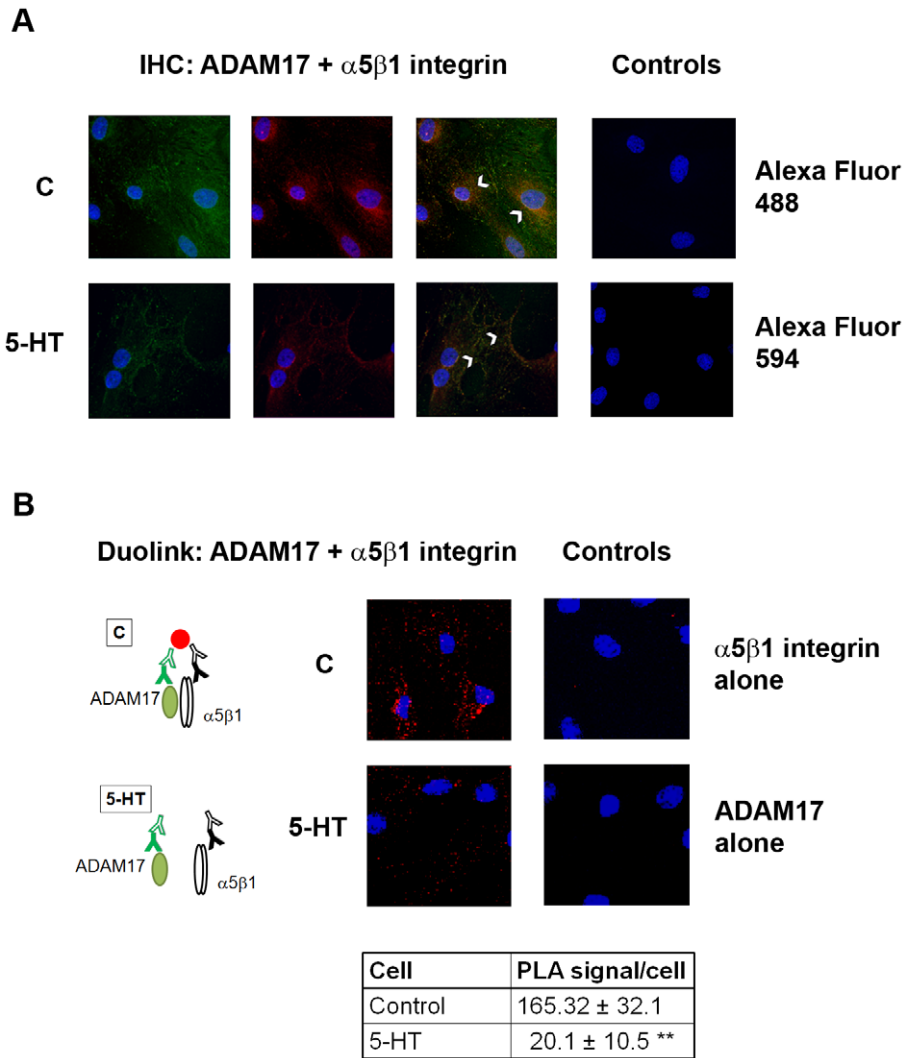 A
IHC: ADAM17 + α5β1 integrin
Controls
C
Alexa Fluor
488
5-HT
Alexa Fluor
594
B
Duolink: ADAM17 + α5β1 integrin
Controls
C
ADAM17
α5β1
C
α5β1 integrin
alone
5-HT
ADAM17
α5β1
5-HT
ADAM17
alone
Cell PLA signal/cell
Control 165.32 ± 32.1
5-HT 20.1 ± 10.5 **